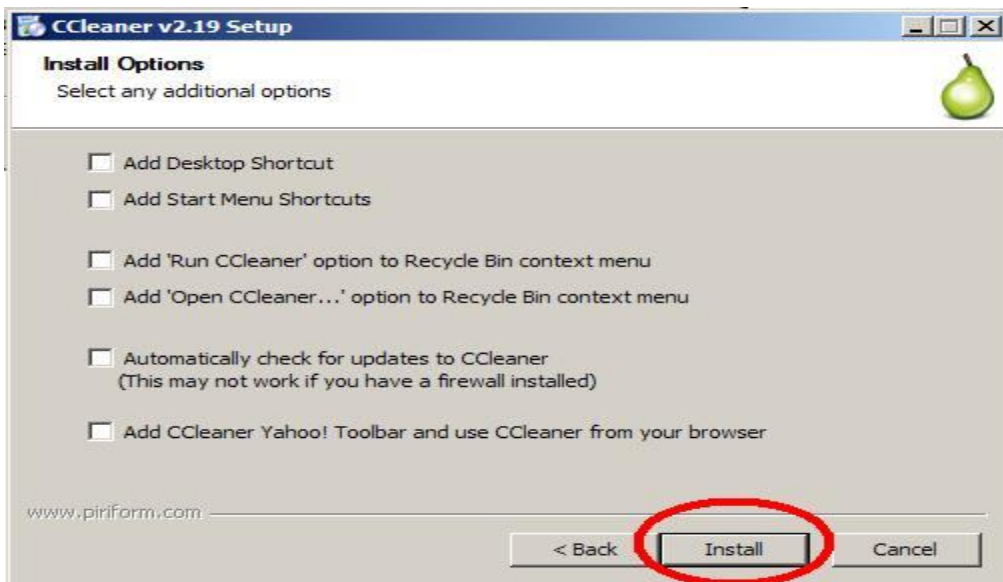 CCleaner v2.19 Setup
Install Options
Select any additional options
Add Desktop Shortcut
Add Start Menu Shortcuts
Add 'Run CCleaner' option to Recycle Bin context menu
Add 'Open CCleaner...' option to Recycle Bin context menu
Automatically check for updates to CCleaner
(This may not work if you have a firewall installed)
Add CCleaner Yahoo! Toolbar and use CCleaner from your browser
www.piriform.com
< Back Install Cancel